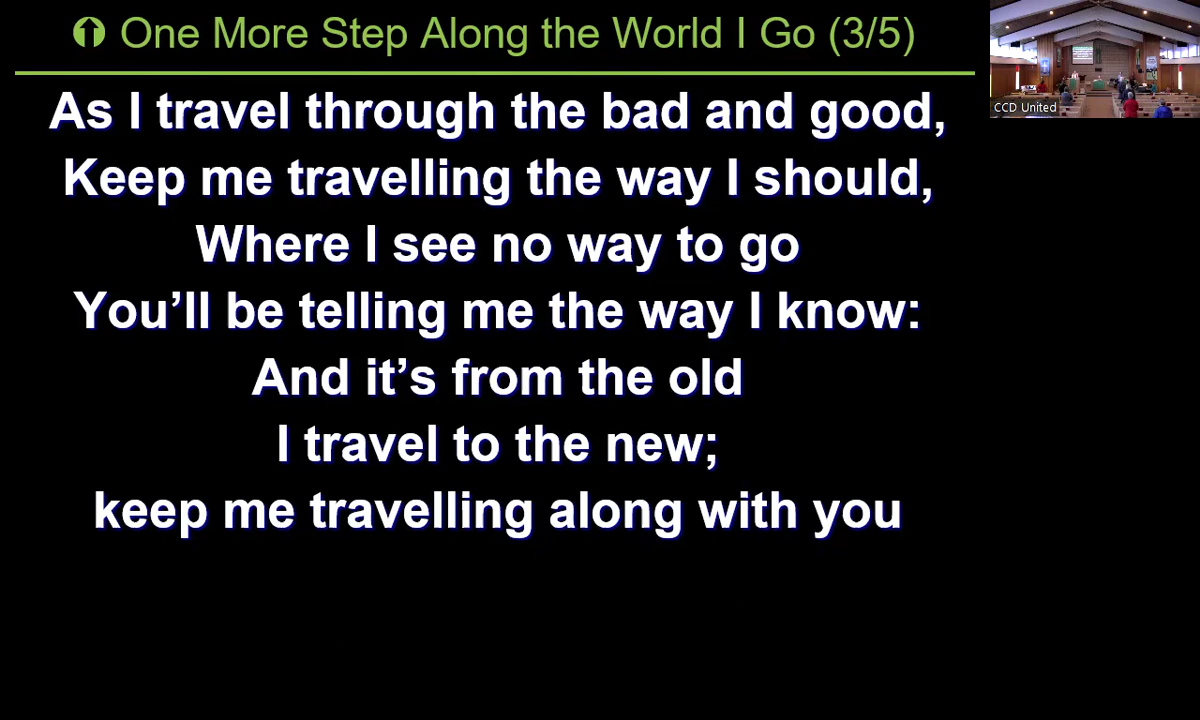 One More Step Along the World I Go (3/5)
CCD United
As I travel through the bad and good,
Keep me travelling the way I should,
Where I see no way to go
You’ll be telling me the way I know:
And it’s from the old
I travel to the new;
keep me travelling along with you